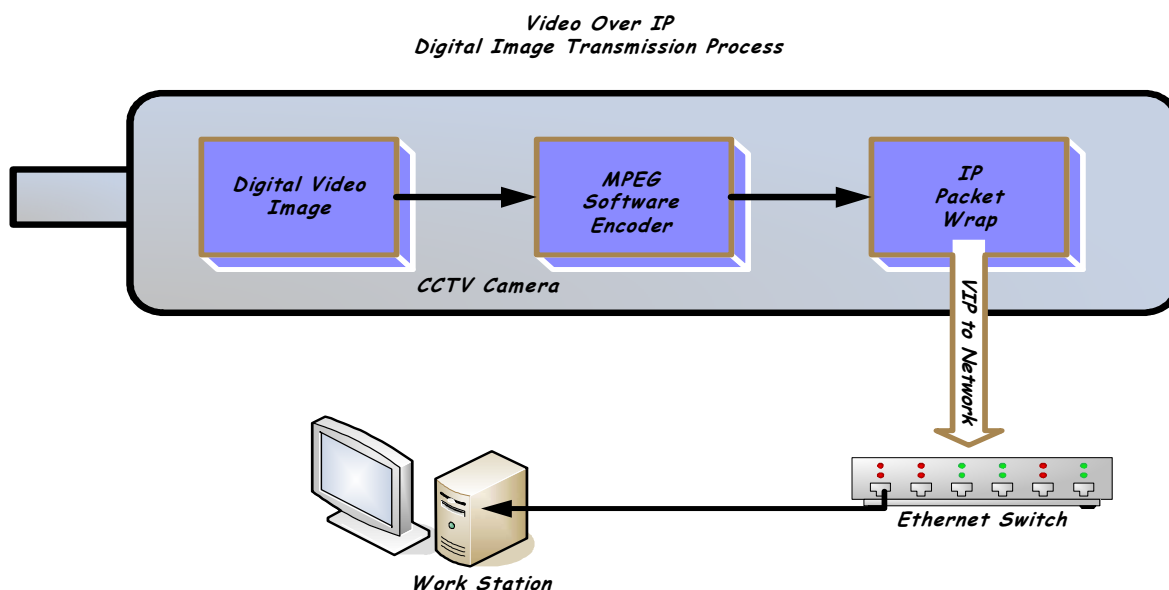 Video Over IP
Digital Image Transmission Process
Digital Video
Image
MPEG
Software
Encoder
IP
Packet
Wrap
CCTV Camera
VIP to Network
Ethernet Switch
Work Station